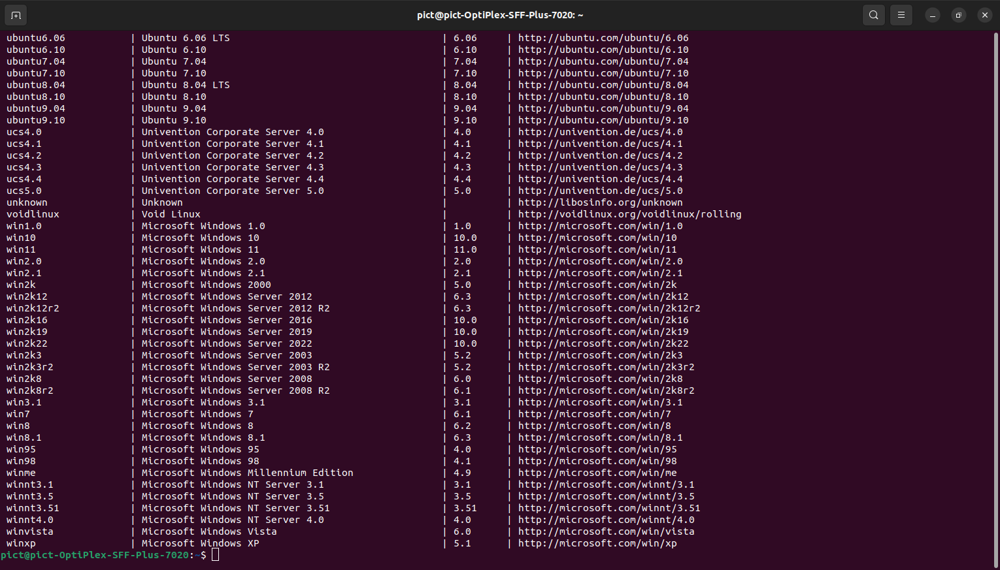 pict@pict-OptiPlex-SFF-Plus-7020: ~
ubuntu6.06 | Ubuntu 6.06 LTS | 6.06 | http://ubuntu.com/ubuntu/6.06
ubuntu6.10 | Ubuntu 6.10 | 6.10 | http://ubuntu.com/ubuntu/6.10
ubuntu7.04 | Ubuntu 7.04 | 7.04 | http://ubuntu.com/ubuntu/7.04
ubuntu7.10 | Ubuntu 7.10 | 7.10 | http://ubuntu.com/ubuntu/7.10
ubuntu8.04 | Ubuntu 8.04 LTS | 8.04 | http://ubuntu.com/ubuntu/8.04
ubuntu8.10 | Ubuntu 8.10 | 8.10 | http://ubuntu.com/ubuntu/8.10
ubuntu9.04 | Ubuntu 9.04 | 9.04 | http://ubuntu.com/ubuntu/9.04
ubuntu9.10 | Ubuntu 9.10 | 9.10 | http://ubuntu.com/ubuntu/9.10
ucs4.0 | Univention Corporate Server 4.0 | 4.0 | http://univention.de/ucs/4.0
ucs4.1 | Univention Corporate Server 4.1 | 4.1 | http://univention.de/ucs/4.1
ucs4.2 | Univention Corporate Server 4.2 | 4.2 | http://univention.de/ucs/4.2
ucs4.3 | Univention Corporate Server 4.3 | 4.3 | http://univention.de/ucs/4.3
ucs4.4 | Univention Corporate Server 4.4 | 4.4 | http://univention.de/ucs/4.4
ucs5.0 | Univention Corporate Server 5.0 | 5.0 | http://univention.de/ucs/5.0
unknown | Unknown | | http://libosinfo.org/unknown
voidlinux | Void Linux | | http://voidlinux.org/voidlinux/rolling
win1.0 | Microsoft Windows 1.0 | 1.0 | http://microsoft.com/win/1.0
win10 | Microsoft Windows 10 | 10.0 | http://microsoft.com/win/10
win11 | Microsoft Windows 11 | 11.0 | http://microsoft.com/win/11
win2.0 | Microsoft Windows 2.0 | 2.0 | http://microsoft.com/win/2.0
win2.1 | Microsoft Windows 2.1 | 2.1 | http://microsoft.com/win/2.1
win2k | Microsoft Windows 2000 | 5.0 | http://microsoft.com/win/2k
win2k12 | Microsoft Windows Server 2012 | 6.3 | http://microsoft.com/win/2k12
win2k12r2 | Microsoft Windows Server 2012 R2 | 6.3 | http://microsoft.com/win/2k12r2
win2k16 | Microsoft Windows Server 2016 | 10.0 | http://microsoft.com/win/2k16
win2k19 | Microsoft Windows Server 2019 | 10.0 | http://microsoft.com/win/2k19
win2k22 | Microsoft Windows Server 2022 | 10.0 | http://microsoft.com/win/2k22
win2k3 | Microsoft Windows Server 2003 | 5.2 | http://microsoft.com/win/2k3
win2k3r2 | Microsoft Windows Server 2003 R2 | 5.2 | http://microsoft.com/win/2k3r2
win2k8 | Microsoft Windows Server 2008 | 6.0 | http://microsoft.com/win/2k8
win2k8r2 | Microsoft Windows Server 2008 R2 | 6.1 | http://microsoft.com/win/2k8r2
win3.1 | Microsoft Windows 3.1 | 3.1 | http://microsoft.com/win/3.1
win7 | Microsoft Windows 7 | 6.1 | http://microsoft.com/win/7
win8 | Microsoft Windows 8 | 6.2 | http://microsoft.com/win/8
win8.1 | Microsoft Windows 8.1 | 6.3 | http://microsoft.com/win/8.1
win95 | Microsoft Windows 95 | 4.0 | http://microsoft.com/win/95
win98 | Microsoft Windows 98 | 4.1 | http://microsoft.com/win/98
winme | Microsoft Windows Millennium Edition | 4.9 | http://microsoft.com/win/me
winnt3.1 | Microsoft Windows NT Server 3.1 | 3.1 | http://microsoft.com/winnt/3.1
winnt3.5 | Microsoft Windows NT Server 3.5 | 3.5 | http://microsoft.com/winnt/3.5
winnt3.51 | Microsoft Windows NT Server 3.51 | 3.51 | http://microsoft.com/winnt/3.51
winnt4.0 | Microsoft Windows NT Server 4.0 | 4.0 | http://microsoft.com/winnt/4.0
winvista | Microsoft Windows Vista | 6.0 | http://microsoft.com/win/vista
winxp | Microsoft Windows XP | 5.1 | http://microsoft.com/win/xp
pict@pict-OptiPlex-SFF-Plus-7020:~$